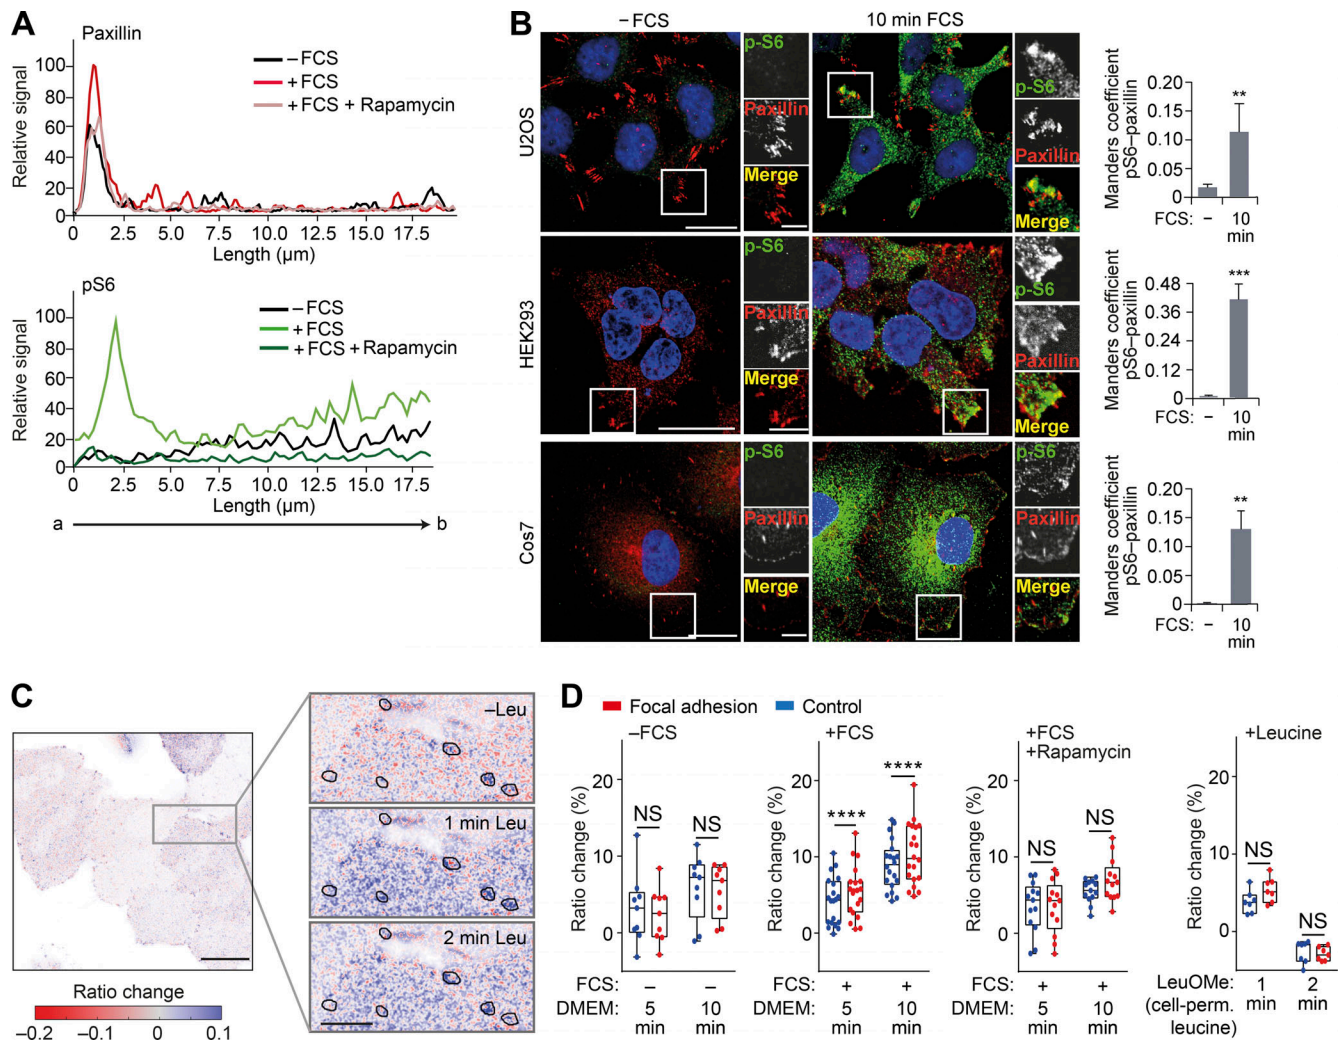 A
Paxillin
Relative signal
100
80
60
40
20
0
– FCS
+ FCS
+ FCS + Rapamycin
0 2.5 5.0 7.5 10.0 12.5 15.0 17.5
Length (µm)
pS6
Relative signal
100
80
60
40
20
0
– FCS
+ FCS
+ FCS + Rapamycin
0 2.5 5.0 7.5 10.0 12.5 15.0 17.5
Length (µm)
a b
B
– FCS 10 min FCS
U2OS
p-S6
Paxillin
Merge
p-S6
Paxillin
Merge
Manders coefficient
pS6–paxillin
0.20
0.15
0.10
0.05
0
**
FCS: – 10
min
HEK293
p-S6
Paxillin
Merge
p-S6
Paxillin
Merge
Manders coefficient
pS6–paxillin
0.48
0.36
0.24
0.12
0
***
FCS: – 10
min
Cos7
p-S6
Paxillin
Merge
p-S6
Paxillin
Merge
Manders coefficient
pS6–paxillin
0.20
0.15
0.10
0.05
0
**
FCS: – 10
min
C
–Leu
1 min Leu
2 min Leu
Ratio change
–0.2 –0.1 0 0.1
D
Focal adhesion Control
–FCS
Ratio change (%)
20
10
0
NS NS
FCS: – –
DMEM: 5 10
min min
+FCS
Ratio change (%)
20
10
0
**** ****
FCS: + +
DMEM: 5 10
min min
+FCS
+Rapamycin
Ratio change (%)
20
10
0
NS NS
FCS: + +
DMEM: 5 10
min min
+Leucine
Ratio change (%)
20
10
0
NS NS
LeuOMe: 1 2
(cell-perm. min min
leucine)